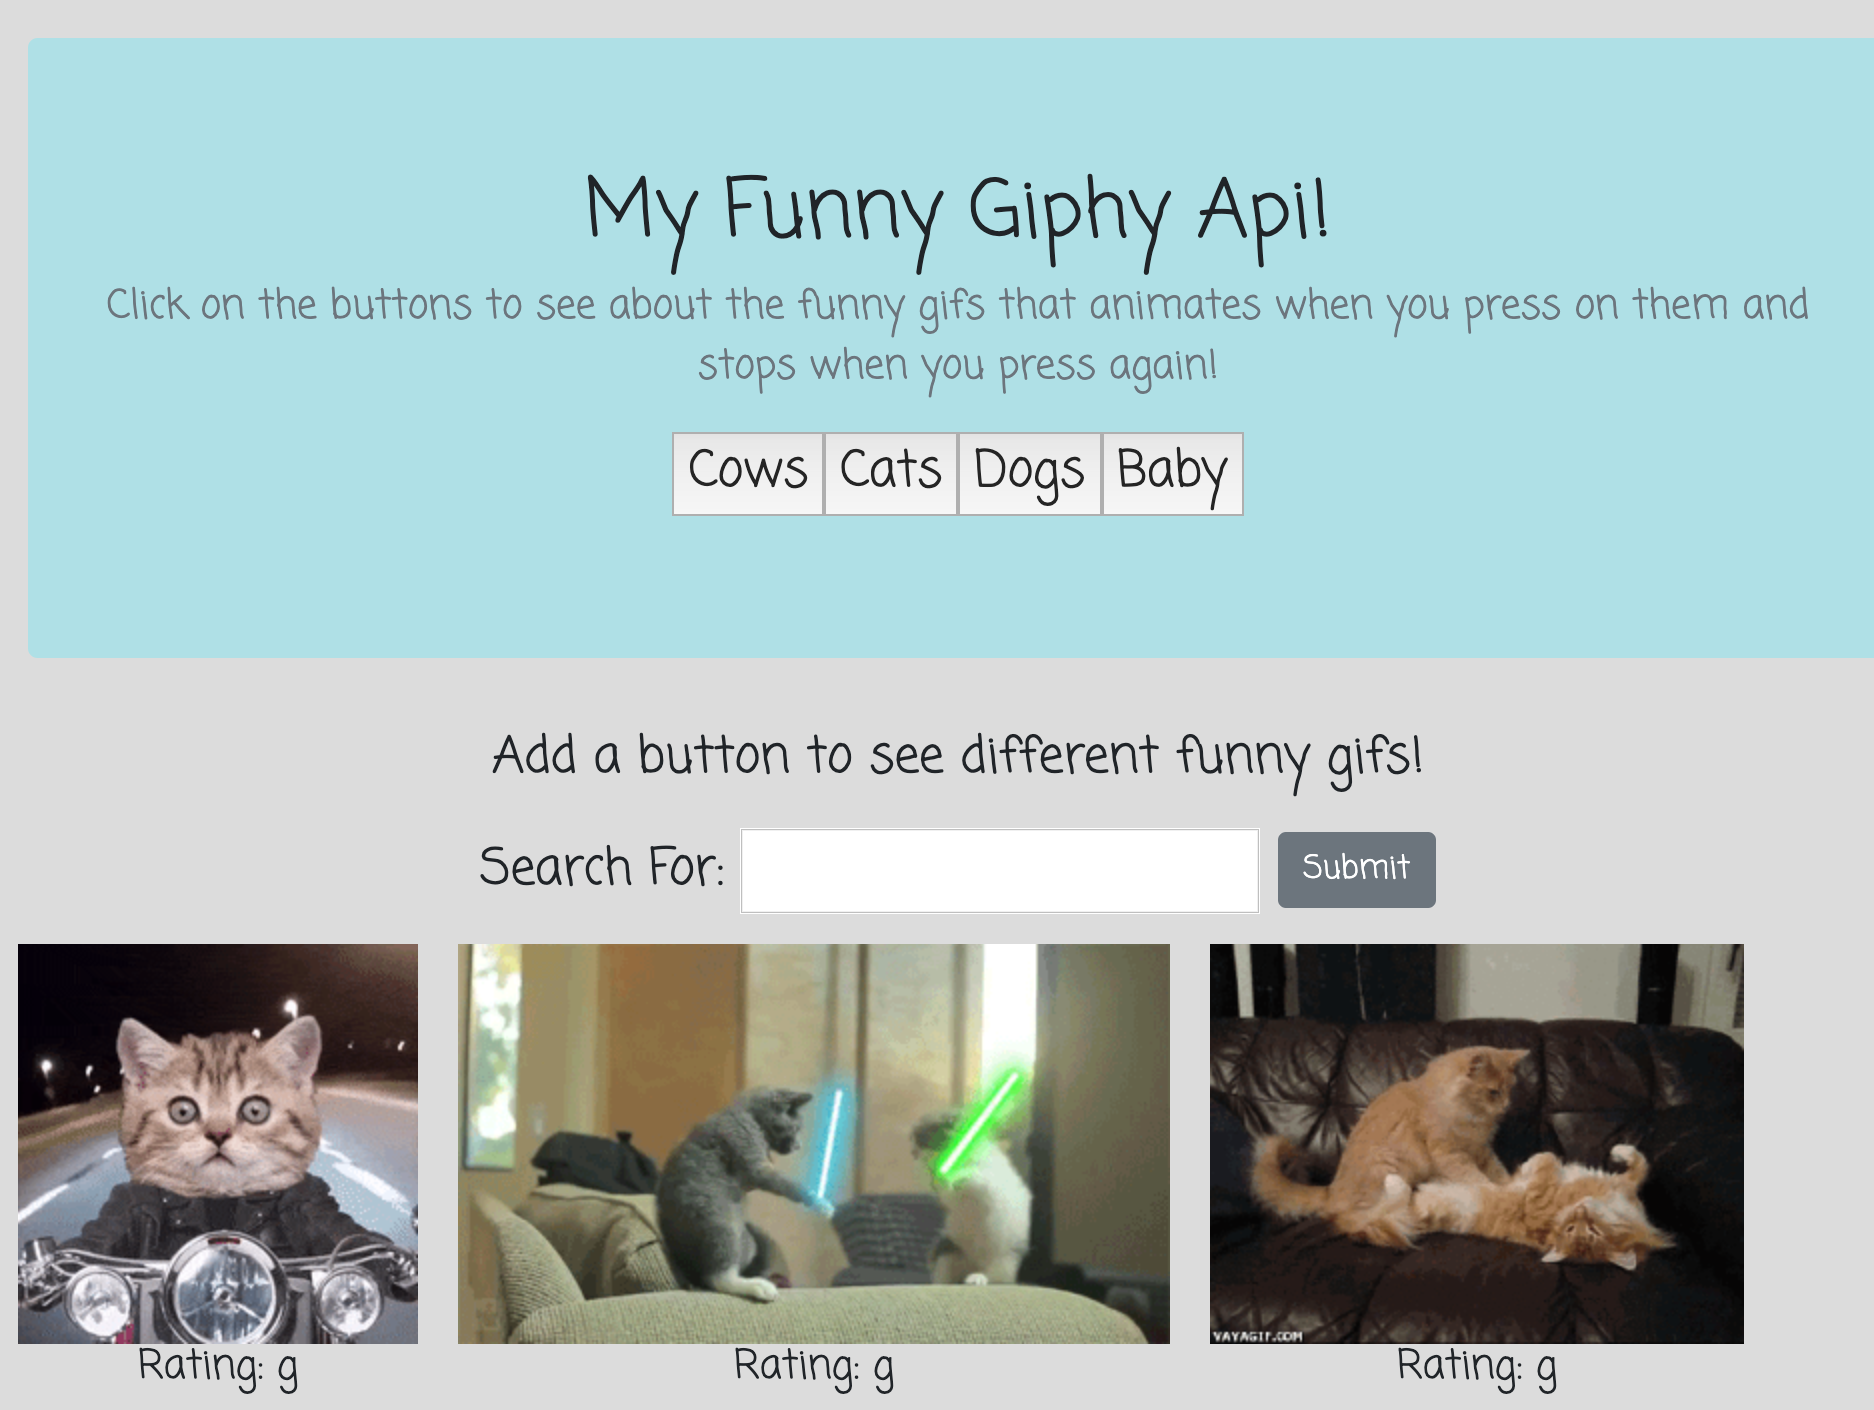 My Funny Giphy Api!
Click on the buttons to see about the funny gifs that animates when you press on them and
stops when you press again!
Cows Cats Dogs Baby
Add a button to see different funny gifs!
Search For: Submit
VAYAGIF.COM
Rating: g Rating: g Rating: g